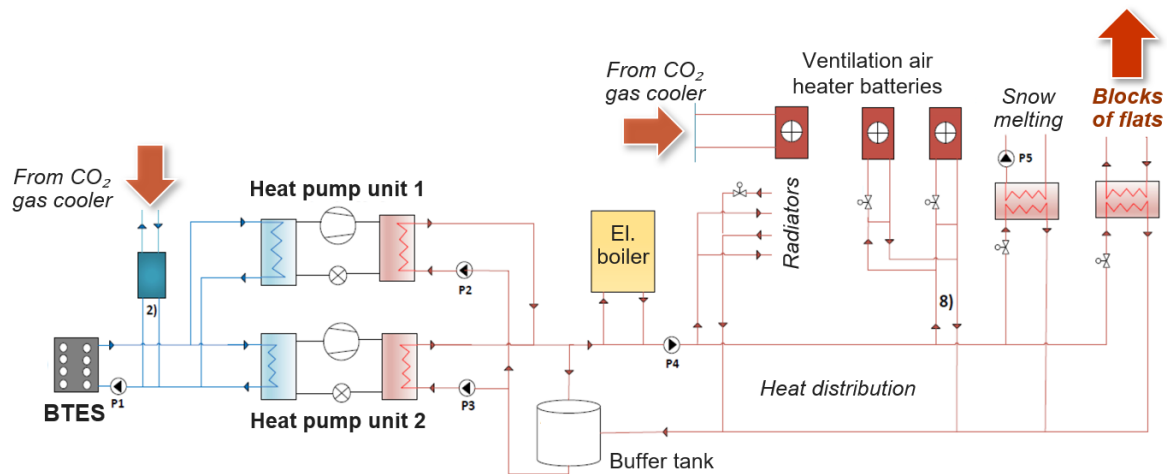 From CO₂
gas cooler
Ventilation air
heater batteries
Snow
melting
Blocks
of flats
P5
From CO₂
gas cooler
Heat pump unit 1
El.
boiler
Radiators
2)
P2
8)
P4
Heat distribution
BTES
P1
P3
Heat pump unit 2
Buffer tank